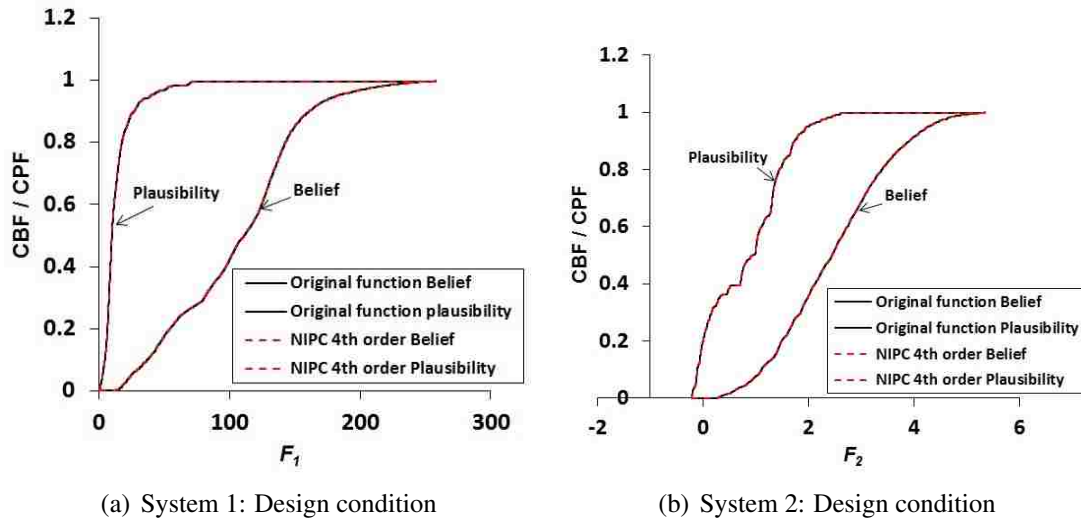 1.2
1
0.8
0.6
0.4
0.2
0
CBF / CPF
Plausibility
Belief
Original function Belief
Original function plausibility
NIPC 4th order Belief
NIPC 4th order Plausibility
0 100 200 300
F1
(a) System 1: Design condition
1.2
1
0.8
0.6
0.4
0.2
0
CBF / CPF
Plausibility
Belief
Original function Belief
Original function Plausibility
NIPC 4th order Belief
NIPC 4th order Plausibility
-2 0 2 4 6
F2
(b) System 2: Design condition